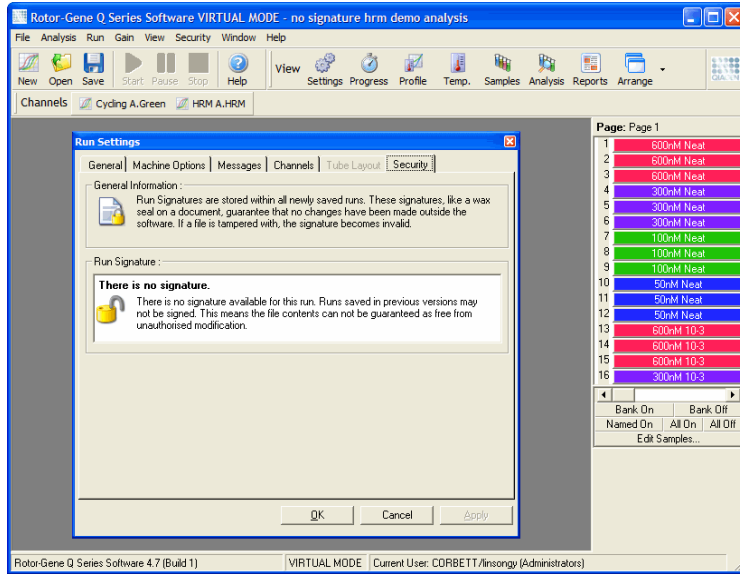 Rotor-Gene Q Series Software VIRTUAL MODE - no signature hrm demo analysis
File Analysis Run Gain View Security Window Help
New Open Save Start Pause Stop Help View Settings Progress Profile Temp. Samples Analysis Reports Arrange
Channels Cycling A.Green HRM A.HRM
Page: Page 1
Run Settings
General Machine Options Messages Channels Tube Layout Security
General Information :
Run Signatures are stored within all newly saved runs. These signatures, like a wax
seal on a document, guarantee that no changes have been made outside the
software. If a file is tampered with, the signature becomes invalid.
Run Signature :
There is no signature.
There is no signature available for this run. Runs saved in previous versions may
not be signed. This means the file contents can not be guaranteed as free from
unauthorised modification.
OK Cancel Apply
1 600nM Neat
2 600nM Neat
3 600nM Neat
4 300nM Neat
5 300nM Neat
6 300nM Neat
7 100nM Neat
8 100nM Neat
9 100nM Neat
10 50nM Neat
11 50nM Neat
12 50nM Neat
13 600nM 10-3
14 600nM 10-3
15 600nM 10-3
16 300nM 10-3
Bank On Bank Off
Named On All On All Off
Edit Samples...
Rotor-Gene Q Series Software 4.7 (Build 1) VIRTUAL MODE Current User: CORBETT/linsongy (Administrators)